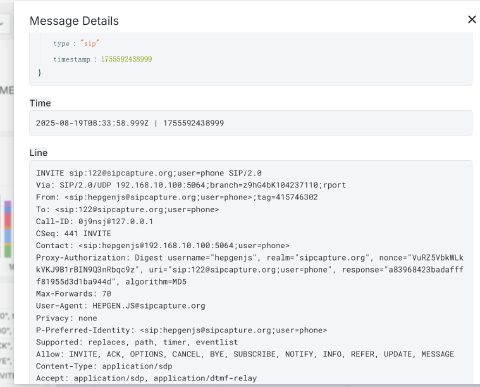 Message Details
type : "sip"
timestamp : 1755592438999
}
Time
2025-08-19T08:33:58.999Z | 1755592438999
Line
INVITE sip:122@sipcapture.org;user=phone SIP/2.0
Via: SIP/2.0/UDP 192.168.10.100:5064;branch=z9hG4bK104237110;rport
From: <sip:hepgenjs@sipcapture.org;user=phone>;tag=415746302
To: <sip:122@sipcapture.org;user=phone>
Call-ID: 0j9nsj@127.0.0.1
CSeq: 441 INVITE
Contact: <sip:hepgenjs@192.168.10.100:5064;user=phone>
Proxy-Authorization: Digest username="hepgenjs", realm="sipcapture.org", nonce="VuRZ5VbkWLk
kVKJ9B1rBIN9Q3nRbqc9z", uri="sip:122@sipcapture.org;user=phone", response="a83968423badafff
f81955d3d1ba944d", algorithm=MD5
Max-Forwards: 70
User-Agent: HEPGEN.JS@sipcapture.org
Privacy: none
P-Preferred-Identity: <sip:hepgenjs@sipcapture.org;user=phone>
Supported: replaces, path, timer, eventlist
Allow: INVITE, ACK, OPTIONS, CANCEL, BYE, SUBSCRIBE, NOTIFY, INFO, REFER, UPDATE, MESSAGE
Content-Type: application/sdp
Accept: application/sdp, application/dtmf-relay